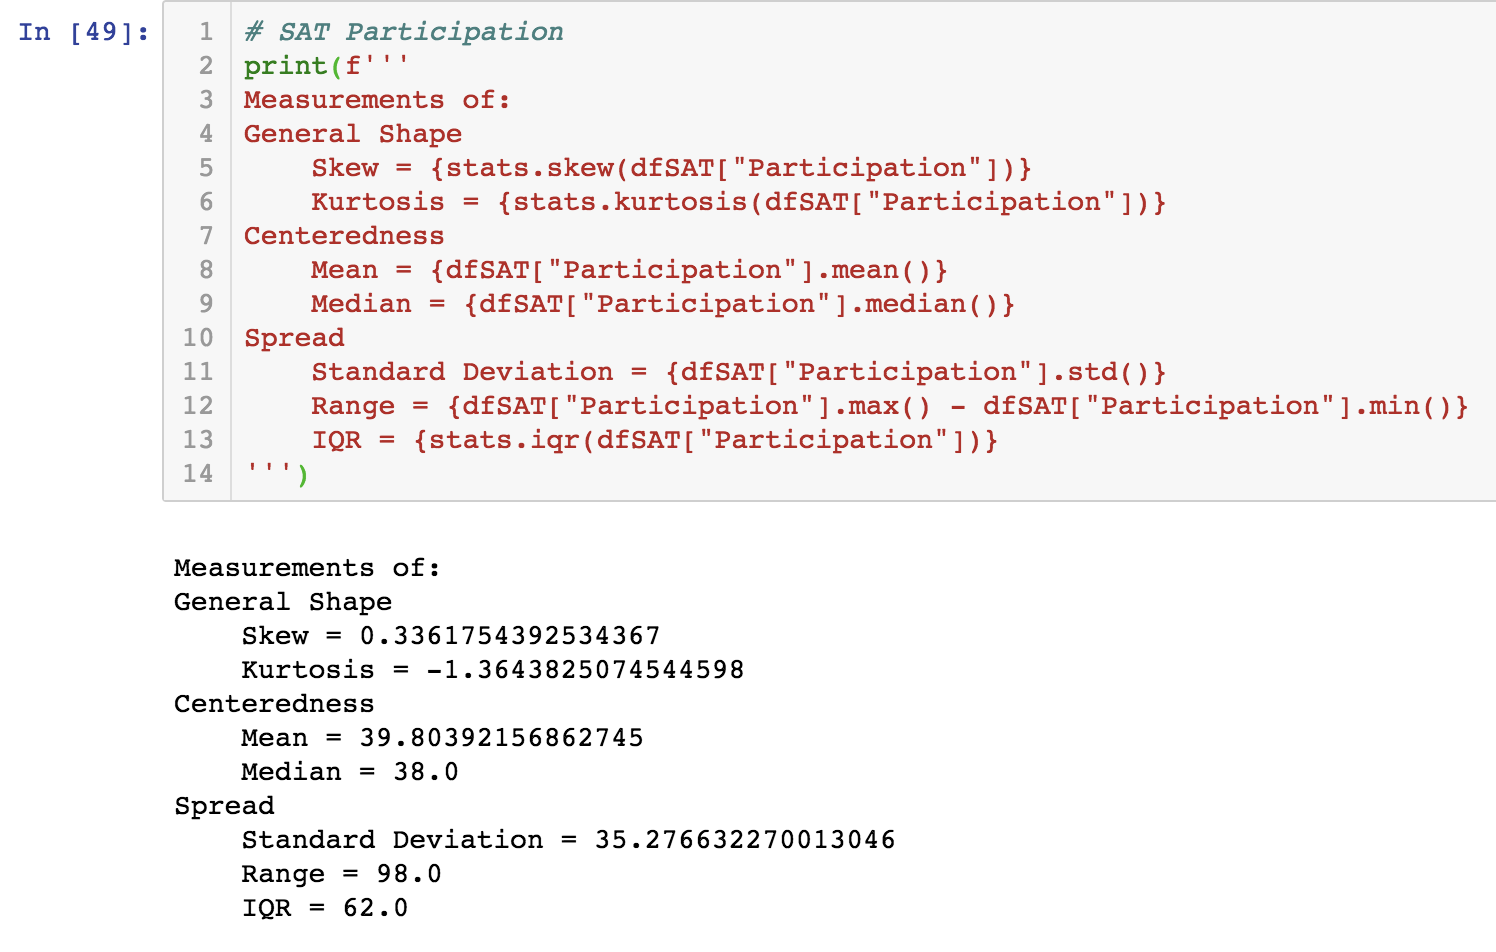 In [49]:
1 # SAT Participation
2 print(f'''
3 Measurements of:
4 General Shape
5     Skew = {stats.skew(dfSAT["Participation"])}
6     Kurtosis = {stats.kurtosis(dfSAT["Participation"])}
7 Centeredness
8     Mean = {dfSAT["Participation"].mean()}
9     Median = {dfSAT["Participation"].median()}
10 Spread
11     Standard Deviation = {dfSAT["Participation"].std()}
12     Range = {dfSAT["Participation"].max() - dfSAT["Participation"].min()}
13     IQR = {stats.iqr(dfSAT["Participation"])}
14 ''')
Measurements of:
General Shape
    Skew = 0.3361754392534367
    Kurtosis = -1.3643825074544598
Centeredness
    Mean = 39.80392156862745
    Median = 38.0
Spread
    Standard Deviation = 35.276632270013046
    Range = 98.0
    IQR = 62.0